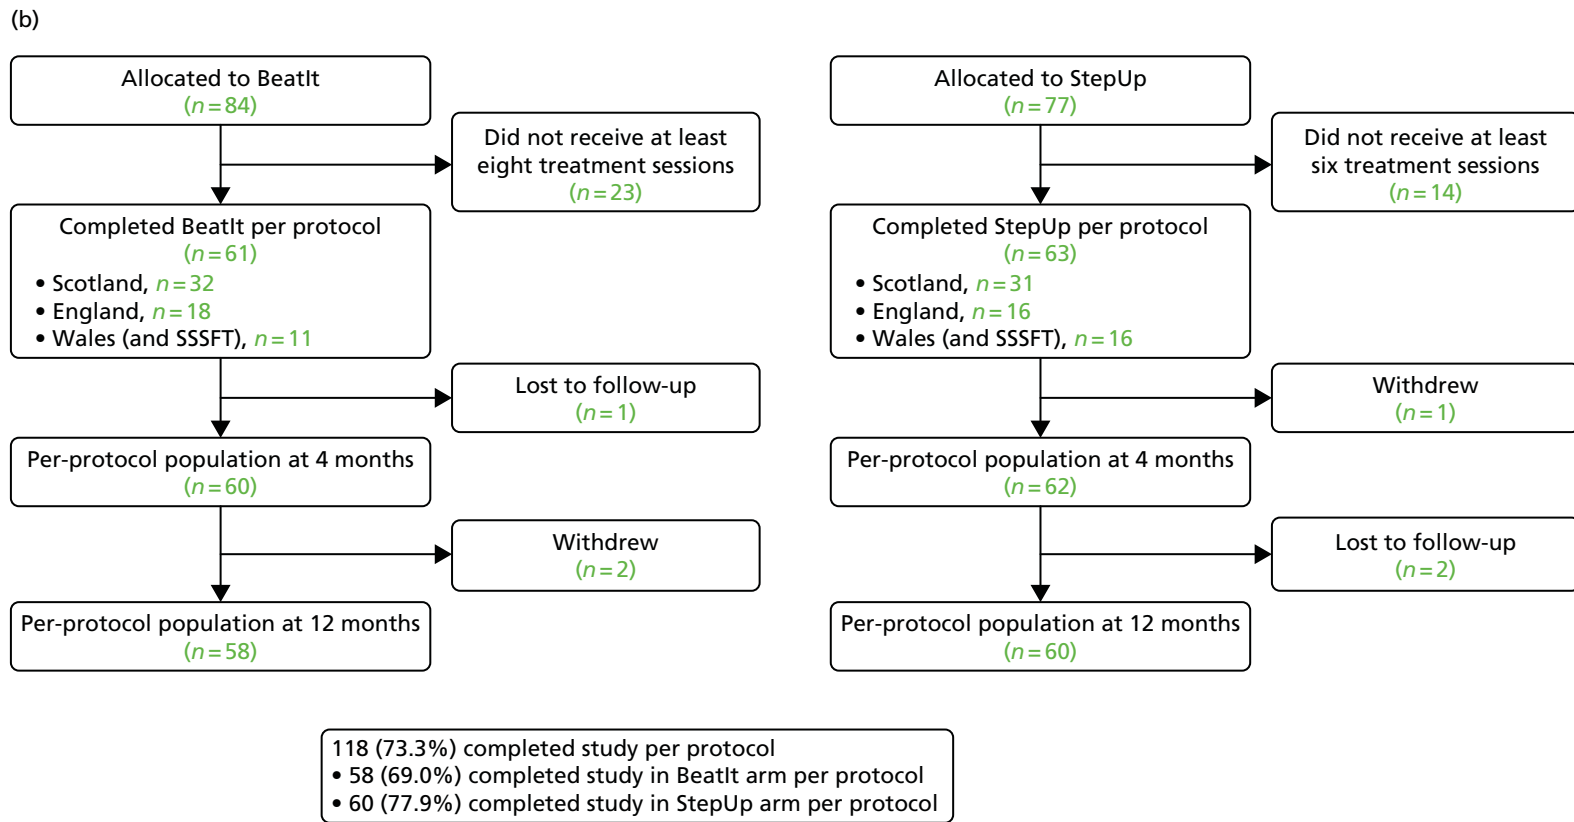 (b)
Allocated to BeatIt
(n=84)
Did not receive at least
eight treatment sessions
(n=23)
Completed BeatIt per protocol
(n=61)
• Scotland, n=32
• England, n=18
• Wales (and SSSFT), n=11
Lost to follow-up
(n=1)
Per-protocol population at 4 months
(n=60)
Withdrew
(n=2)
Per-protocol population at 12 months
(n=58)
Allocated to StepUp
(n=77)
Did not receive at least
six treatment sessions
(n=14)
Completed StepUp per protocol
(n=63)
• Scotland, n=31
• England, n=16
• Wales (and SSSFT), n=16
Withdrew
(n=1)
Per-protocol population at 4 months
(n=62)
Lost to follow-up
(n=2)
Per-protocol population at 12 months
(n=60)
118 (73.3%) completed study per protocol
• 58 (69.0%) completed study in BeatIt arm per protocol
• 60 (77.9%) completed study in StepUp arm per protocol